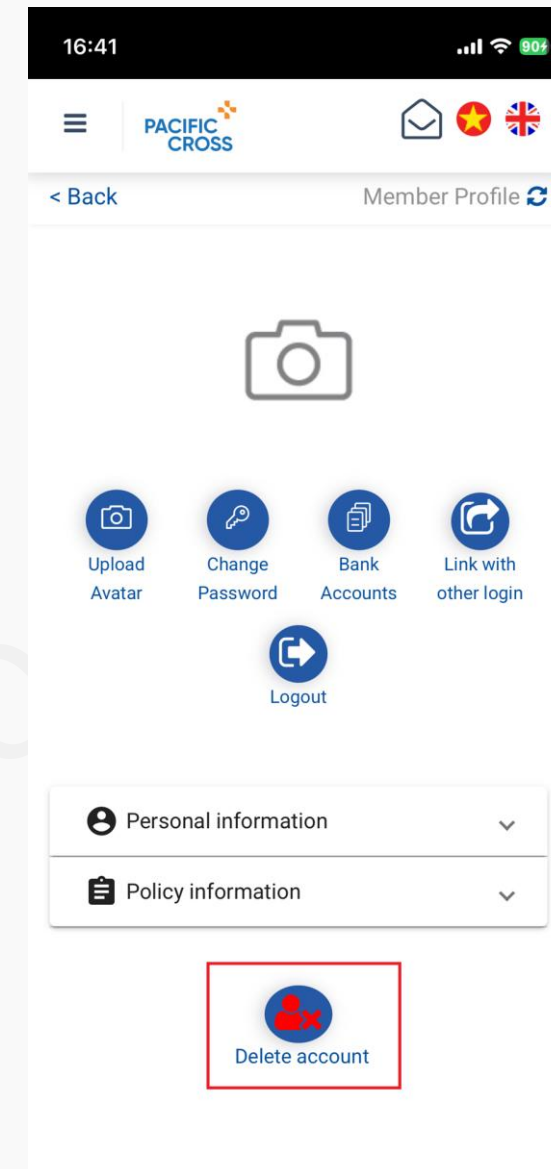 16:41
90
PACIFIC
CROSS
< Back
Member Profile
Upload
Avatar
Change
Password
Bank
Accounts
Link with
other login
Logout
Personal information
Policy information
Delete account